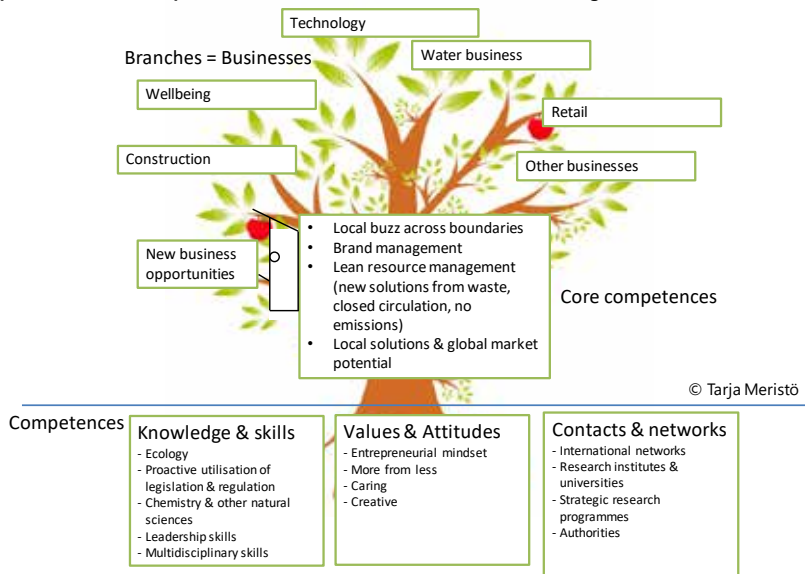 Technology
Branches = Businesses
Water business
Wellbeing
Retail
Construction
Other businesses
New business
opportunities
• Local buzz across boundaries
• Brand management
• Lean resource management
(new solutions from waste,
closed circulation, no
emissions)
• Local solutions & global market
potential
Core competences
© Tarja Meristö
Competences
Knowledge & skills
- Ecology
- Proactive utilisation of
legislation & regulation
- Chemistry & other natural
sciences
- Leadership skills
- Multidisciplinary skills
Values & Attitudes
- Entrepreneurial mindset
- More from less
- Caring
- Creative
Contacts & networks
- International networks
- Research institutes &
universities
- Strategic research
programmes
- Authorities